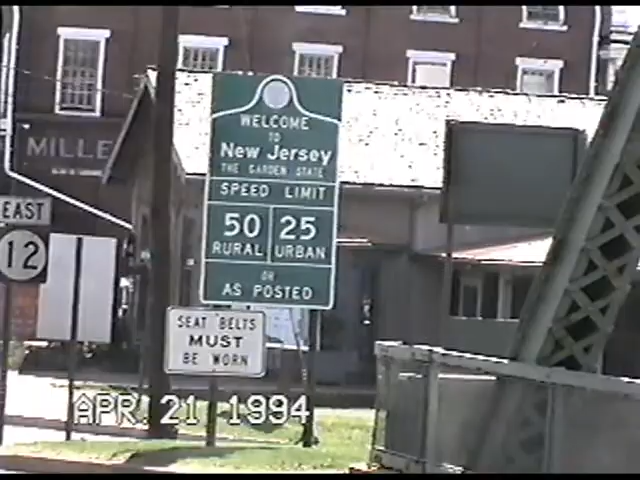 MILLE
EAST
12
WELCOME
TO
New Jersey
THE GARDEN STATE
SPEED LIMIT
50 25
RURAL URBAN
OR
AS POSTED
SEAT BELTS
MUST
BE WORN
APR. 21 1994